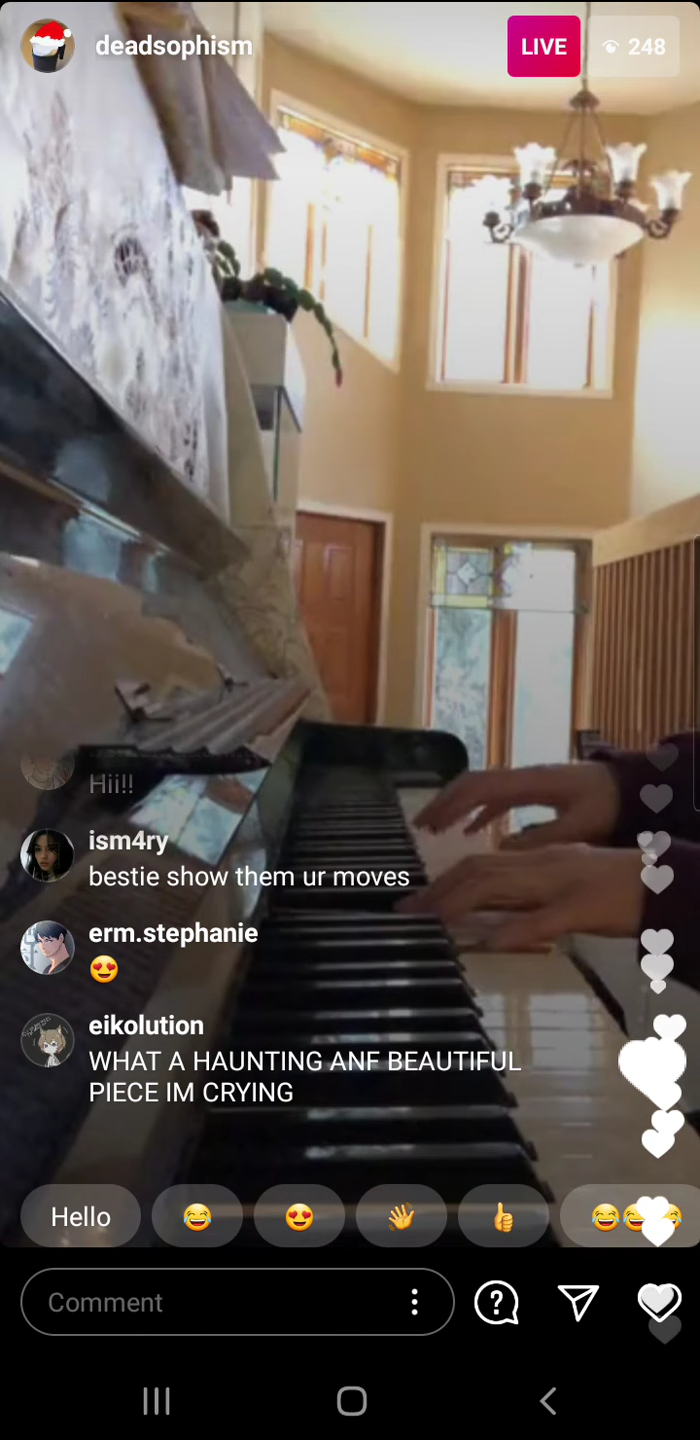 deadsophism
LIVE
248
Hii!!
ism4ry
bestie show them ur moves
erm.stephanie
😍
eikolution
WHAT A HAUNTING ANF BEAUTIFUL
PIECE IM CRYING
Hello 😂 😍 👋 👍 😂😂😂
Comment